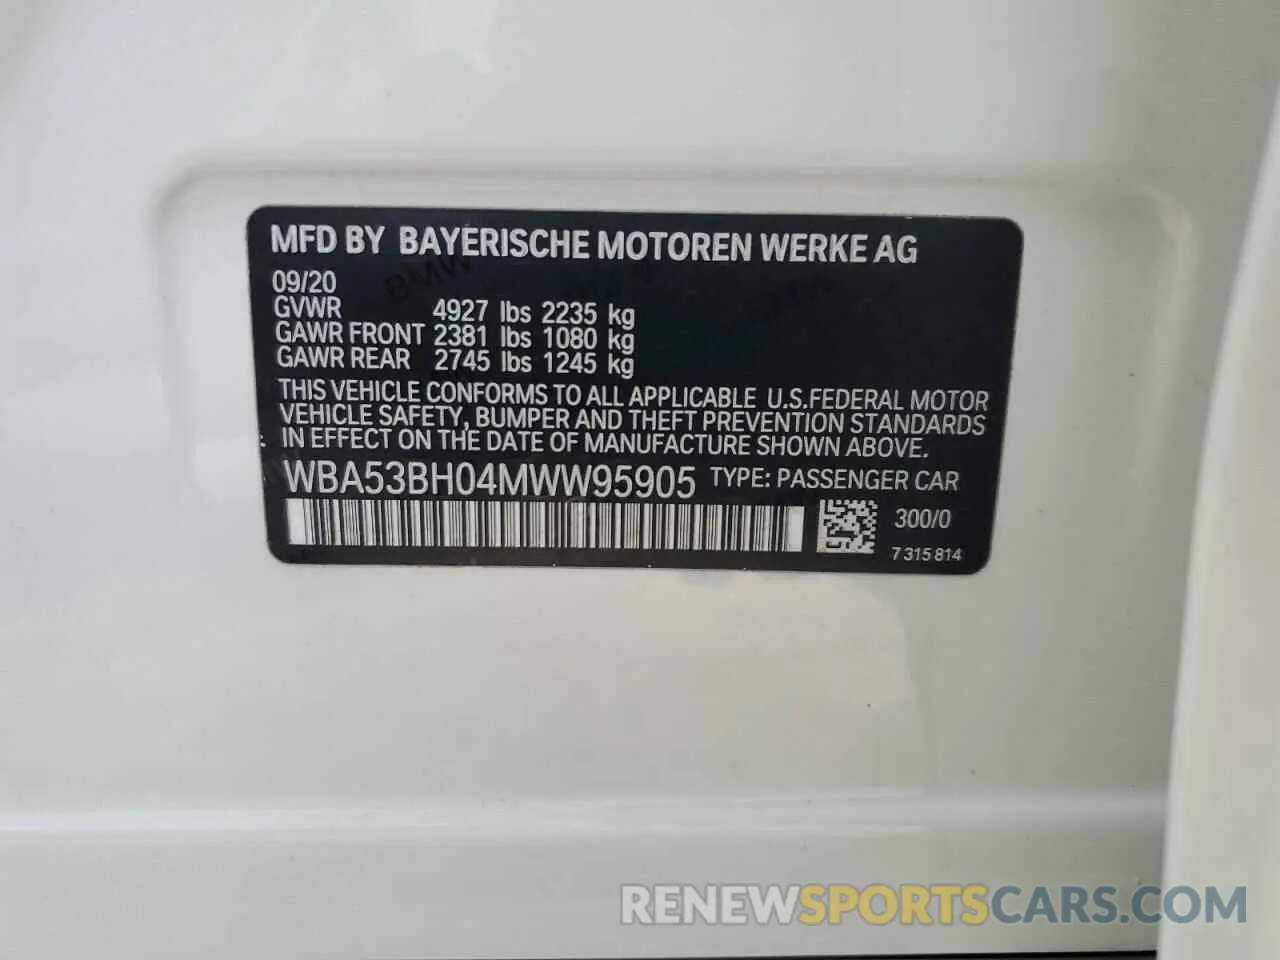 MFD BY BAYERISCHE MOTOREN WERKE AG
09/20
GVWR 4927 lbs 2235 kg
GAWR FRONT 2381 lbs 1080 kg
GAWR REAR 2745 lbs 1245 kg
THIS VEHICLE CONFORMS TO ALL APPLICABLE U.S.FEDERAL MOTOR
VEHICLE SAFETY, BUMPER AND THEFT PREVENTION STANDARDS
IN EFFECT ON THE DATE OF MANUFACTURE SHOWN ABOVE.
WBA53BH04MWW95905 TYPE: PASSENGER CAR
300/0
7 315 814
RENEWSPORTSCARS.COM